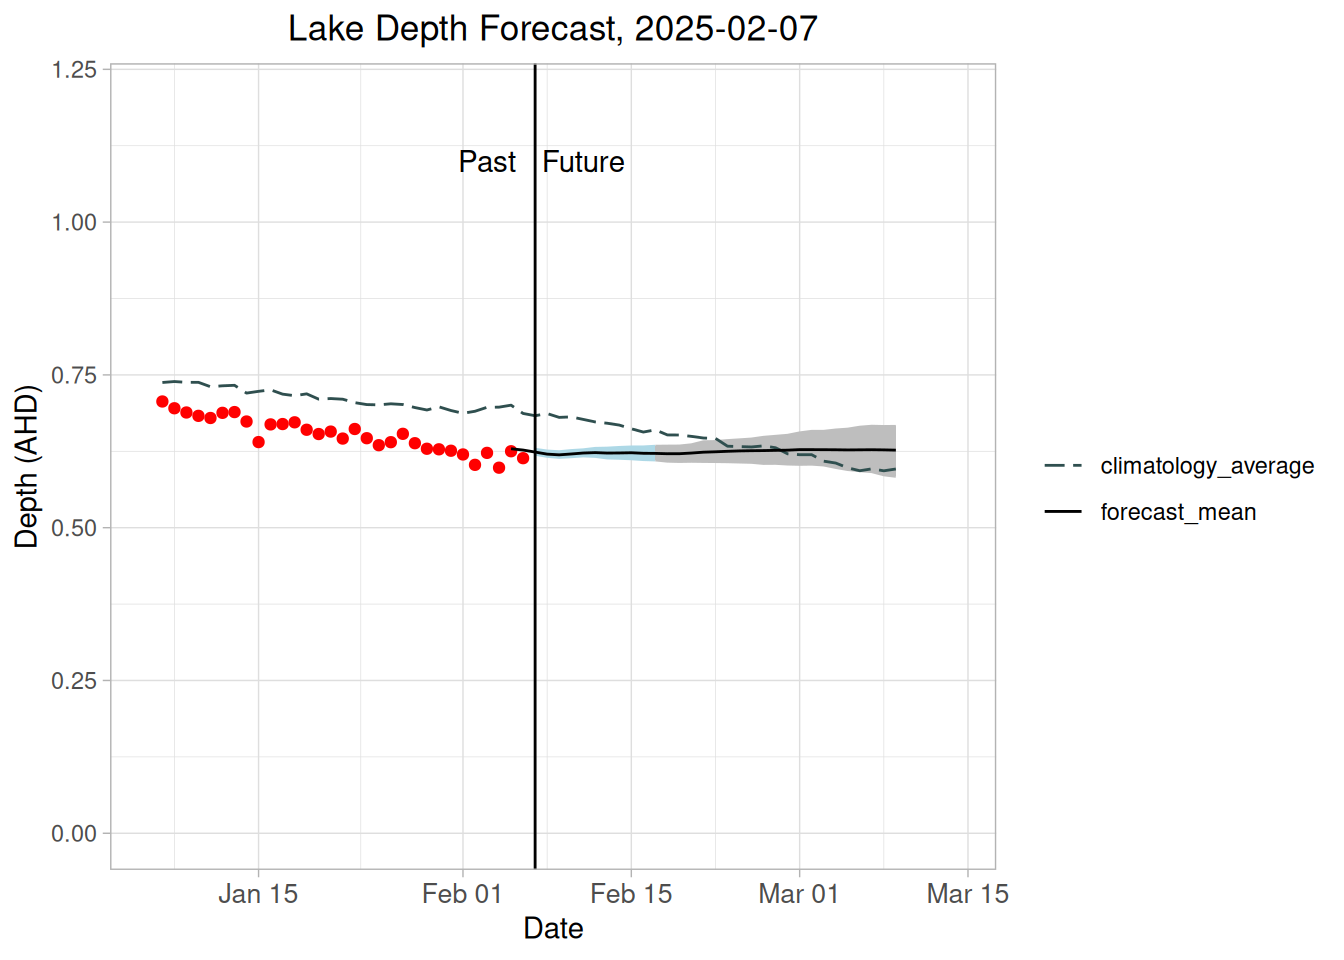 Lake Depth Forecast, 2025-02-07
1.25
1.00
0.75
0.50
0.25
0.00
Depth (AHD)
Past Future
Jan 15 Feb 01 Feb 15 Mar 01 Mar 15
Date
climatology_average
forecast_mean